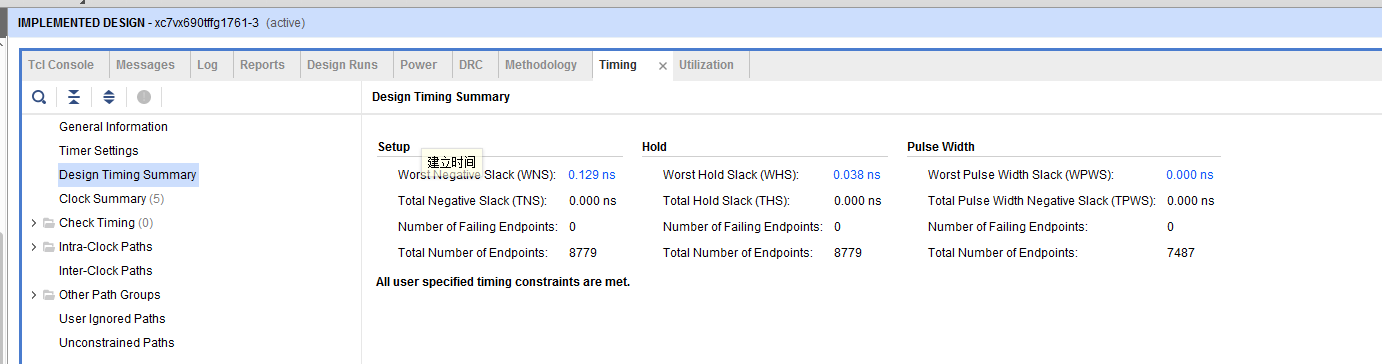 IMPLEMENTED DESIGN - xc7vx690tffg1761-3 (active)
Tcl Console Messages Log Reports Design Runs Power DRC Methodology Timing × Utilization
Design Timing Summary
General Information
Timer Settings
Design Timing Summary
Clock Summary (5)
Check Timing (0)
Intra-Clock Paths
Inter-Clock Paths
Other Path Groups
User Ignored Paths
Unconstrained Paths
Setup Hold Pulse Width
建立时间
Worst Negative Slack (WNS): 0.129 ns Worst Hold Slack (WHS): 0.038 ns Worst Pulse Width Slack (WPWS): 0.000 ns
Total Negative Slack (TNS): 0.000 ns Total Hold Slack (THS): 0.000 ns Total Pulse Width Negative Slack (TPWS): 0.000 ns
Number of Failing Endpoints: 0 Number of Failing Endpoints: 0 Number of Failing Endpoints: 0
Total Number of Endpoints: 8779 Total Number of Endpoints: 8779 Total Number of Endpoints: 7487
All user specified timing constraints are met.